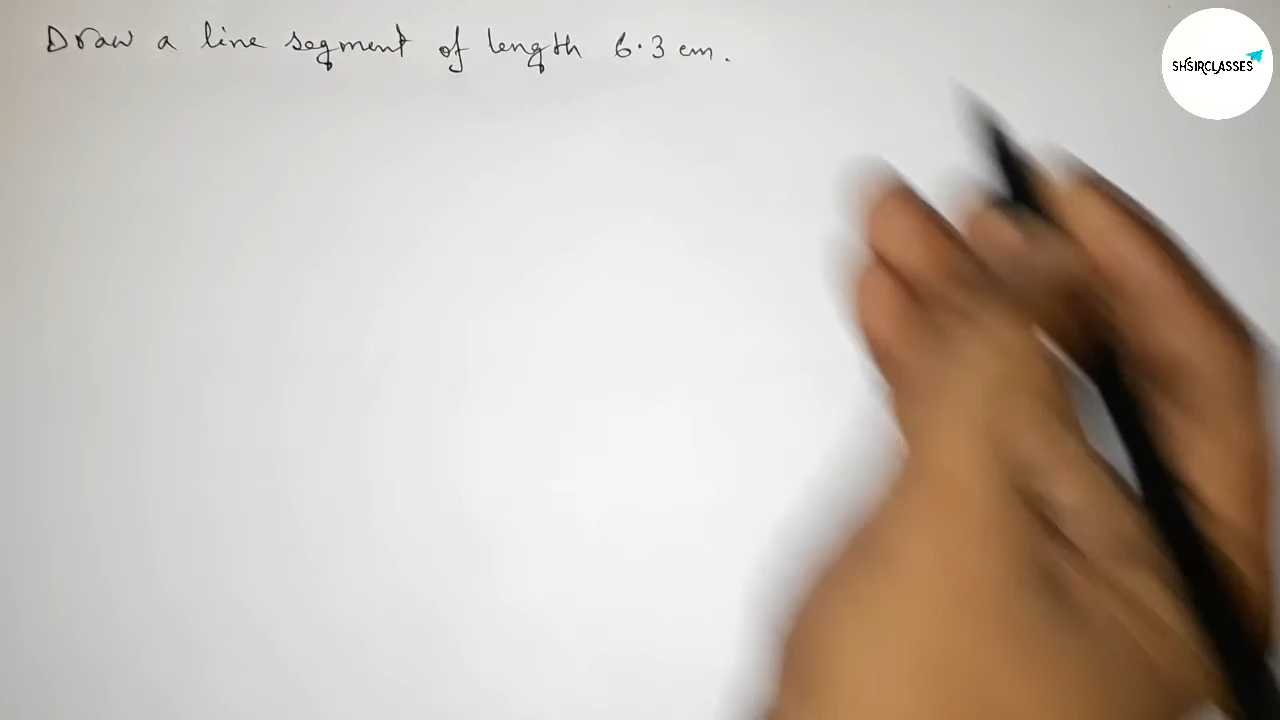 Draw a line segment of length 6.3 cm.
SHSIRCLASSES